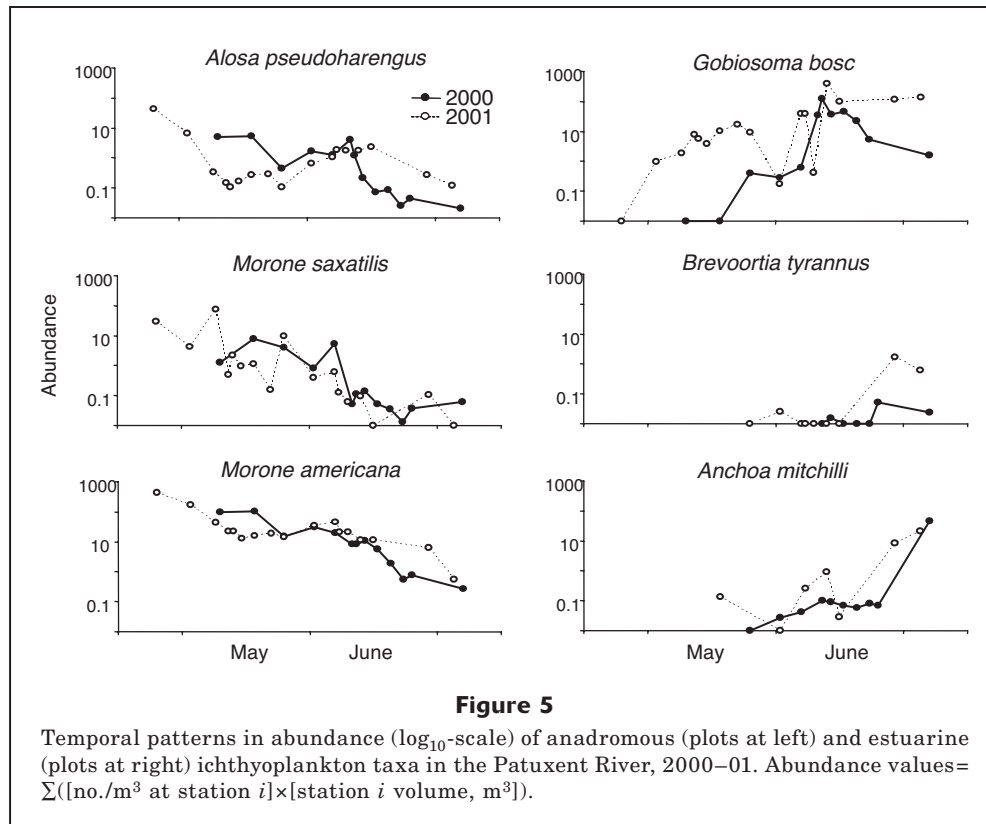 Alosa pseudoharengus
Gobiosoma bosc
1000
10
0.1
2000
2001
1000
10
0.1
Morone saxatilis
Brevoortia tyrannus
1000
10
0.1
1000
10
0.1
Abundance
Morone americana
Anchoa mitchilli
1000
10
0.1
1000
10
0.1
May
June
May
June
Figure 5
Temporal patterns in abundance (log₁₀-scale) of anadromous (plots at left) and estuarine
(plots at right) ichthyoplankton taxa in the Patuxent River, 2000–01. Abundance values=
∑([no./m³ at station i]×[station i volume, m³]).